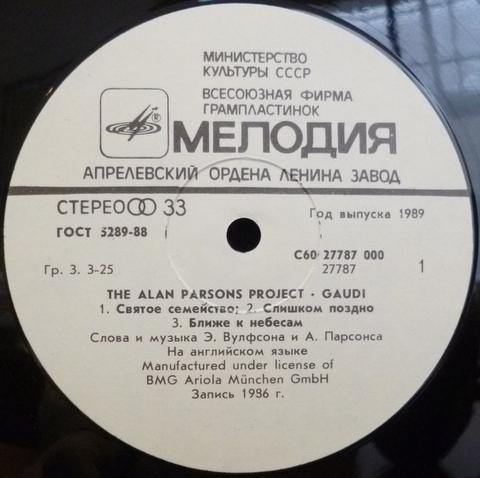 МИНИСТЕРСТВО
КУЛЬТУРЫ СССР
ВСЕСОЮЗНАЯ ФИРМА
ГРАМПЛАСТИНОК
®
МЕЛОДИЯ
АПРЕЛЕВСКИЙ ОРДЕНА ЛЕНИНА ЗАВОД
СТЕРЕО 33
Год выпуска 1989
ГОСТ 5289-88
С60 27787 000
Гр. 3. 3-25
27787
1
THE ALAN PARSONS PROJECT · GAUDI
1. Святое семейство; 2. Слишком поздно
3. Ближе к небесам
Слова и музыка Э. Вулфсона и А. Парсонса
На английском языке
Manufactured under license of
BMG Ariola München GmbH
Запись 1986 г.